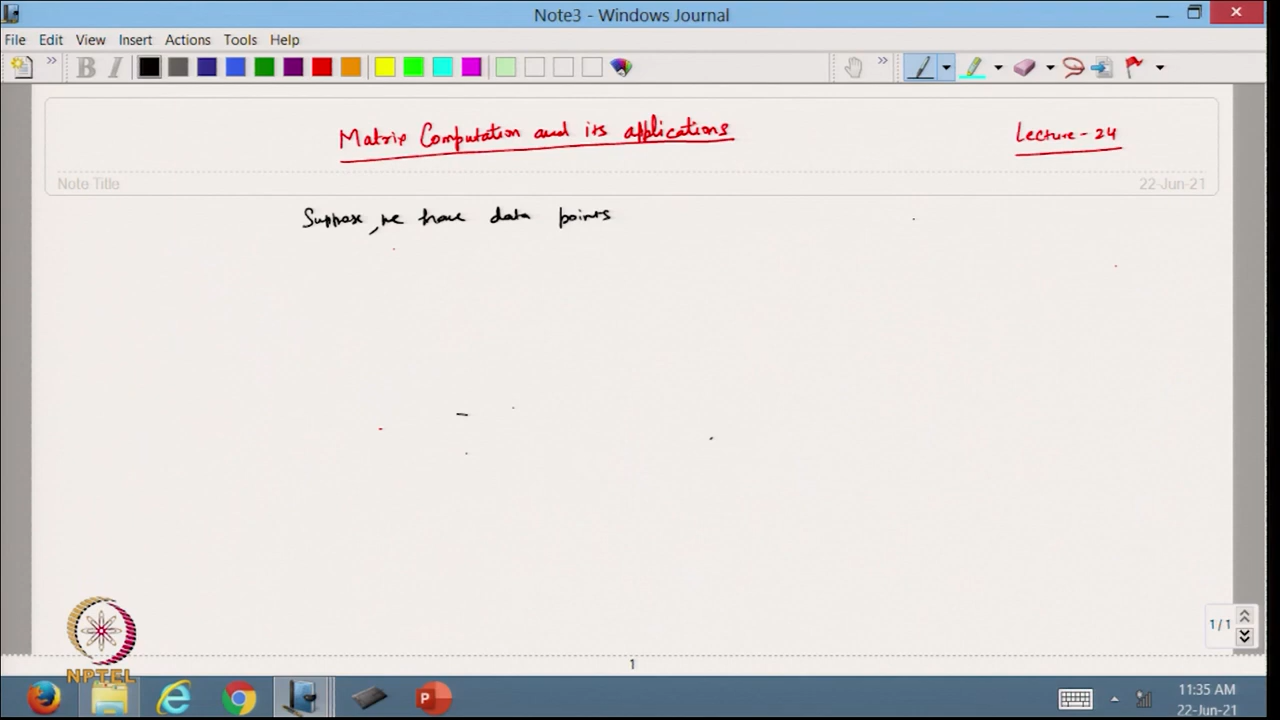 Note3 - Windows Journal
File Edit View Insert Actions Tools Help
B I
Matrix Computation and its applications
Lecture - 24
Note Title
22-Jun-21
Suppose, we have data points
1 / 1
NPTEL
1
11:35 AM
22-Jun-21